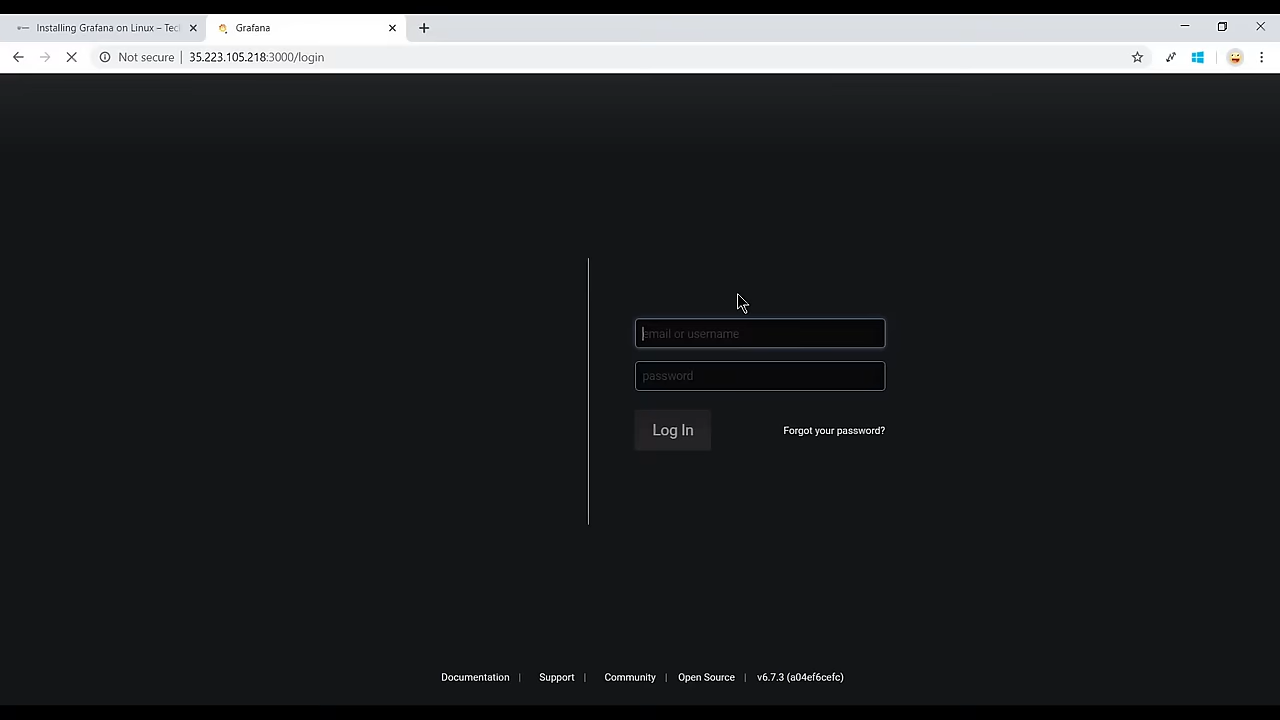 Installing Grafana on Linux – Tec
Grafana
Not secure
35.223.105.218:3000/login
email or username
password
Log In
Forgot your password?
Documentation | Support | Community | Open Source | v6.7.3 (a04ef6cefc)